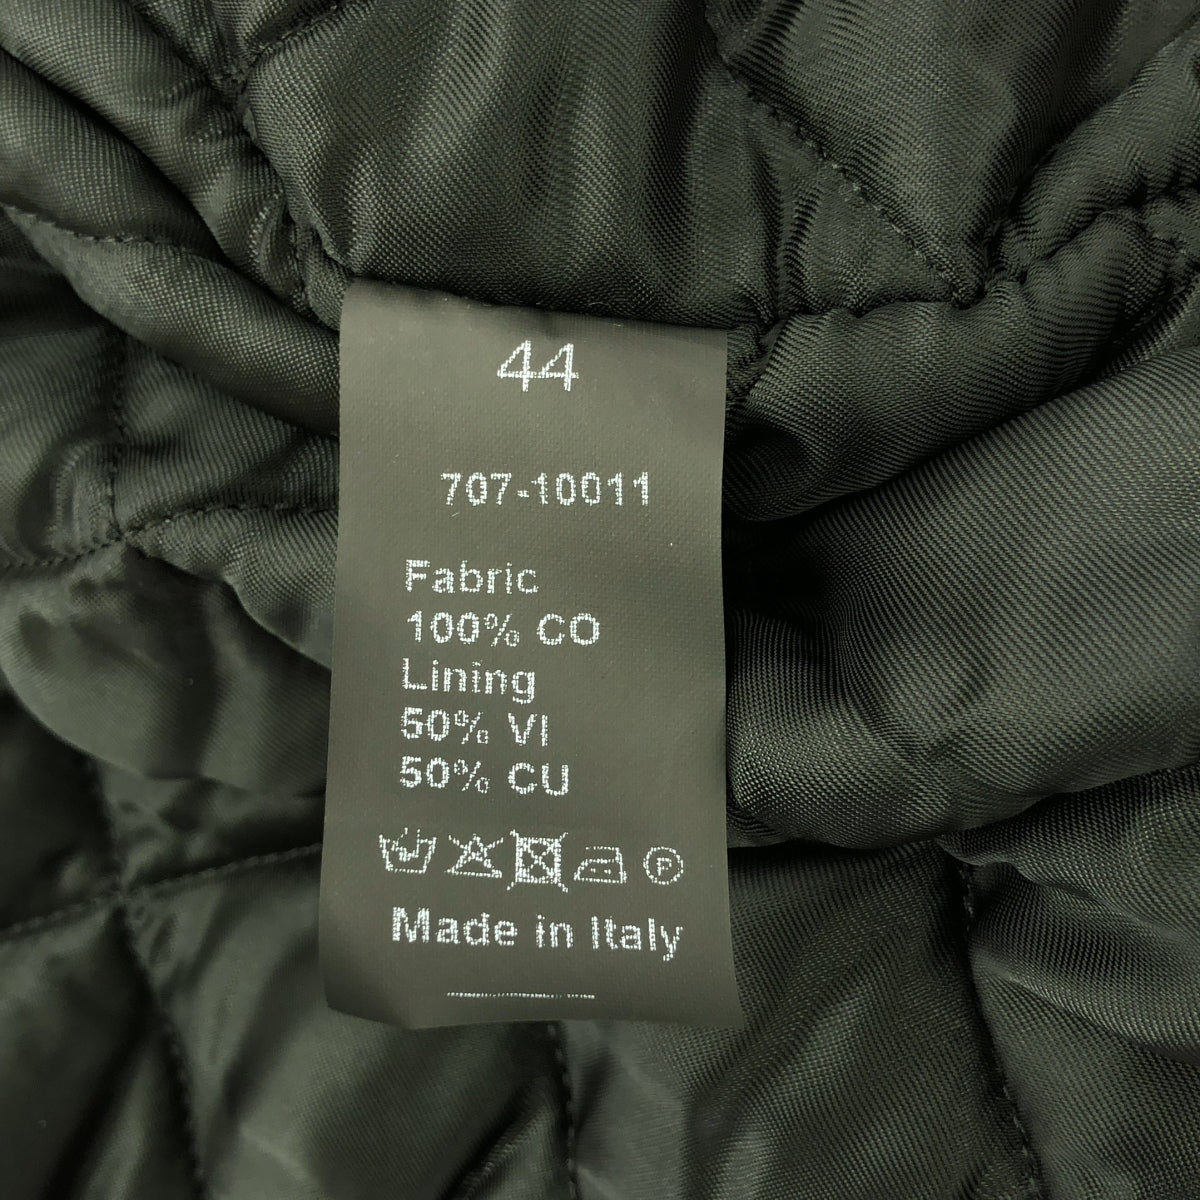 44
707-10011
Fabric
100% CO
Lining
50% VI
50% CU
P
Made in Italy